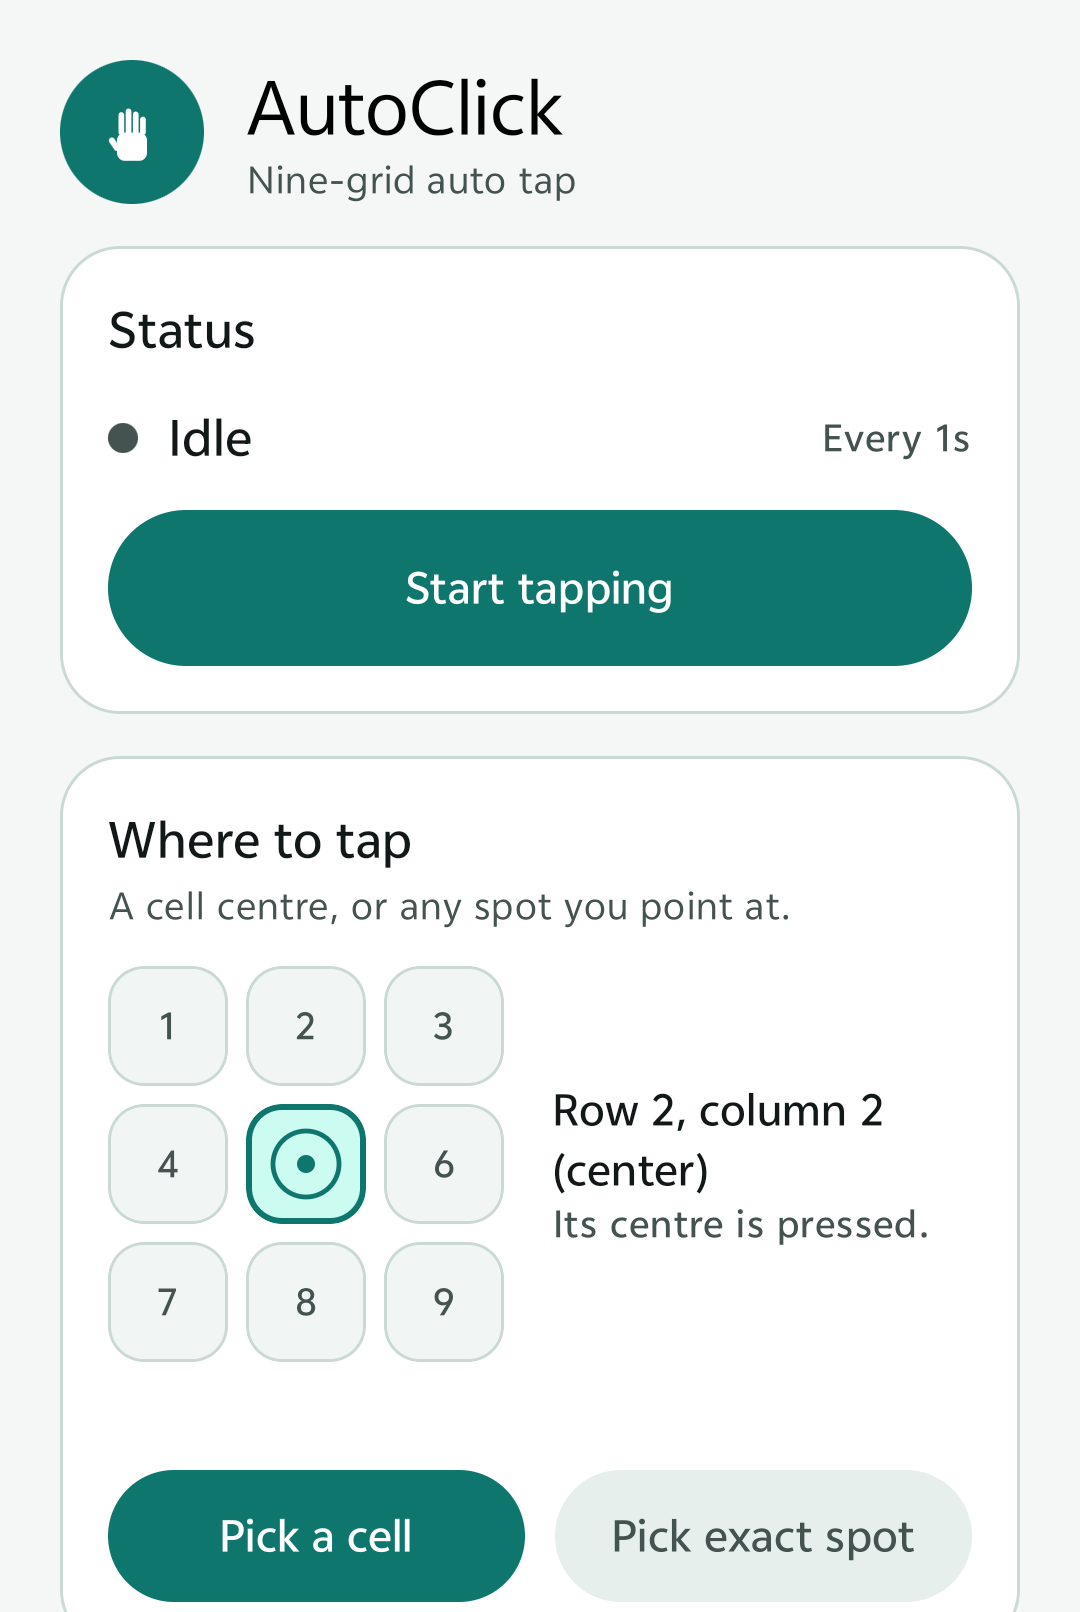 AutoClick
Nine-grid auto tap
Status
Idle
Every 1s
Start tapping
Where to tap
A cell centre, or any spot you point at.
1 2 3
4 6
7 8 9
Row 2, column 2
(center)
Its centre is pressed.
Pick a cell
Pick exact spot